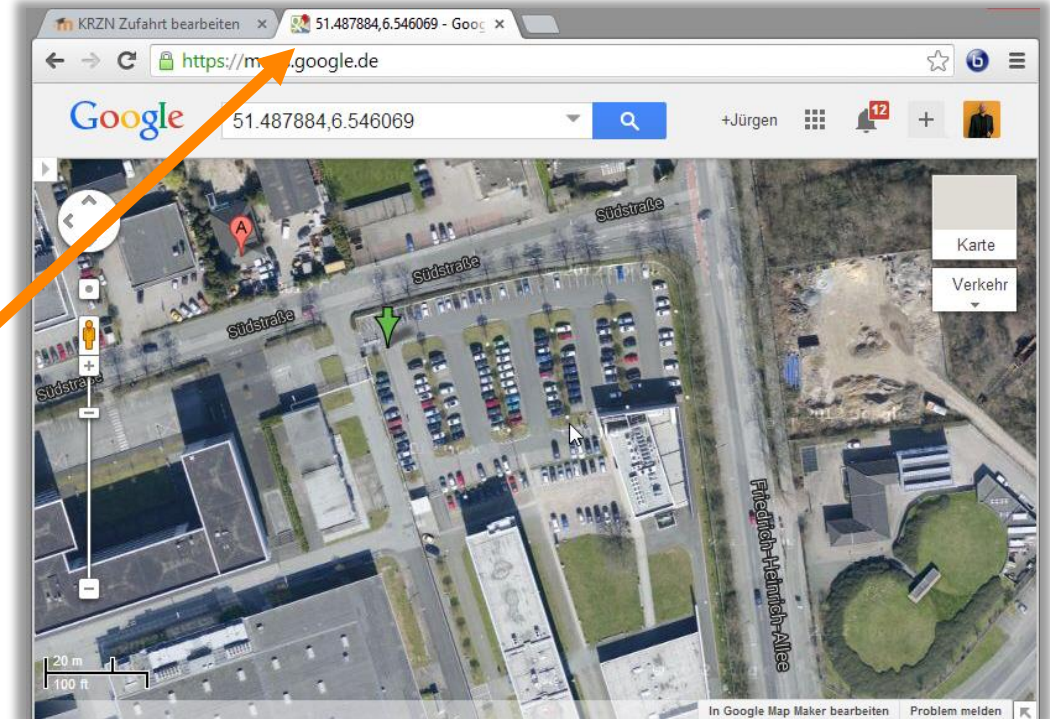 KRZN Zufahrt bearbeiten ×
51.487884,6.546069 - Goog ×
https://m google.de
Google
51.487884,6.546069
+Jürgen
12
+
A
Südstraße
Südstraße
Südstraße
Südstraße
Karte
Verkehr
Friedrich-Heinrich-Allee
20 m
100 ft
In Google Map Maker bearbeiten
Problem melden